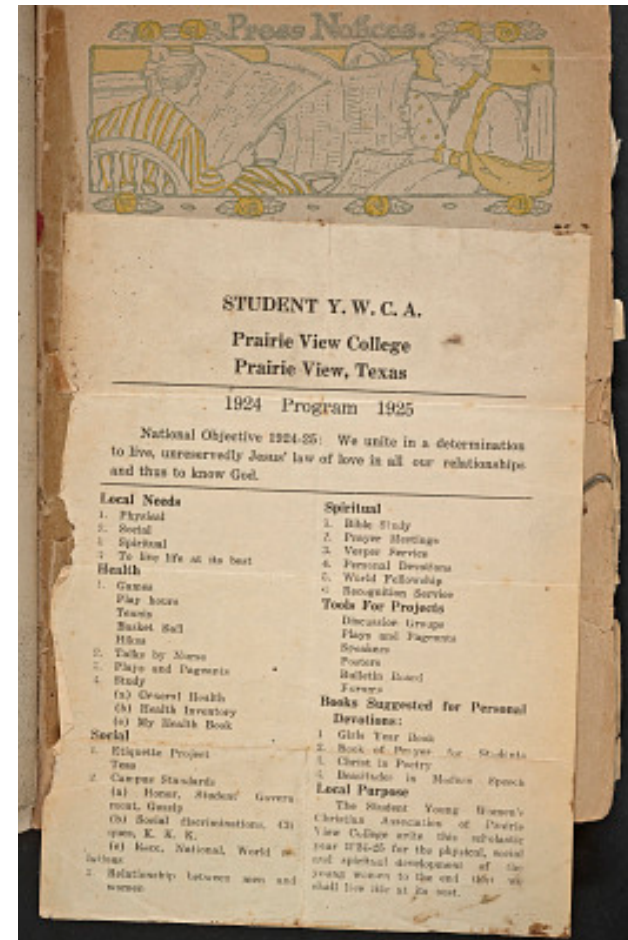 Press Notices.
STUDENT Y. W. C. A.
Prairie View College
Prairie View, Texas
1924 Program 1925
National Objective 1924-25: We unite in a determination
to live, unreservedly Jesus' law of love in all our relationships
and thus to know God.
Local Needs
1. Physical
2. Social
3 Spiritual
4 To live life at its best
Health
1. Games
Play hours
Tennis
Basket Ball
Hikes
2. Talks by Nurse
3. Plays and Pagents
4. Study
(a) General Health
(b) Health Inventory
(c) My Health Book
Social
1. Etiquette Project
Teas
2. Campus Standards
(a) Honor, Student Govern
ment, Gossip
(b) Social discriminations, Cli
ques, K. K. K.
(c) Race, National, World
lations
3. Relationship between men and
women
Spiritual
1. Bible Study
2. Prayer Meetings
3. Vesper Service
4. Personal Devotions
5. World Fellowship
6. Recognition Service
Tools For Projects
Discussion Groups
Plays and Pagents
Speakers
Posters
Bulletin Board
Forums
Books Suggested for Personal
Devotions:
1 Girls Year Book
2. Book of Prayer for Students
3. Christ in Poetry
4. Beatitudes in Modern Speech
Local Purpose
The Student Young Women's
Christian Association of Prairie
View College unite this scholastic
year 1924-25 for the physical, social
and spiritual development of the
young women to the end that we
shall live life at its best.